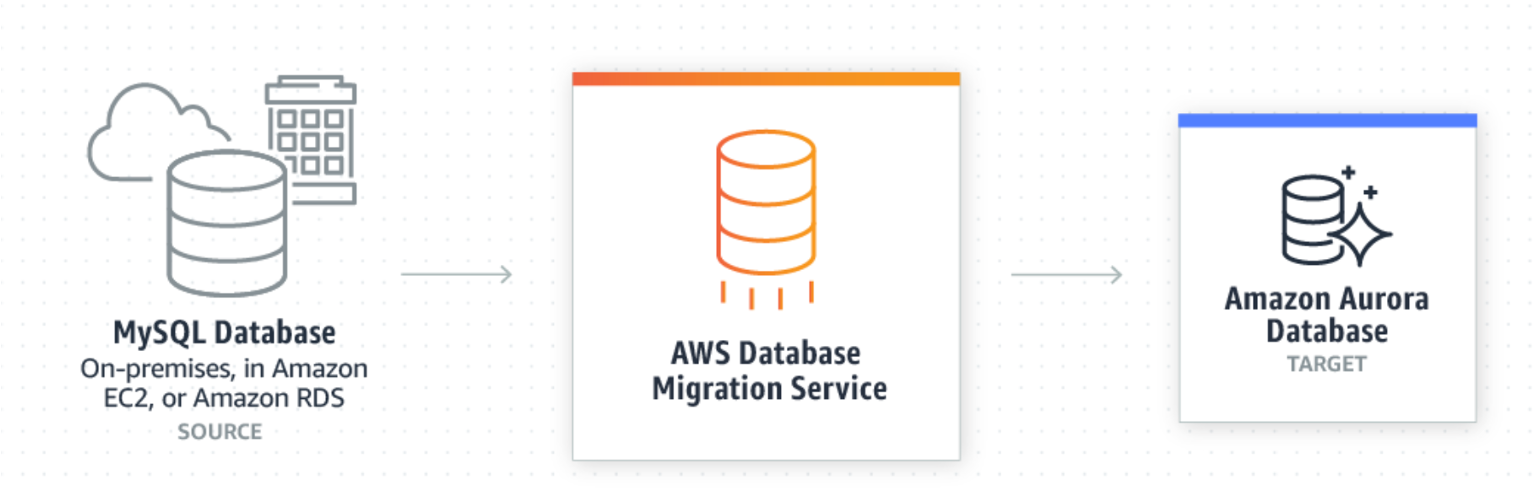 MySQL Database
On-premises, in Amazon
EC2, or Amazon RDS
SOURCE
AWS Database
Migration Service
Amazon Aurora
Database
TARGET